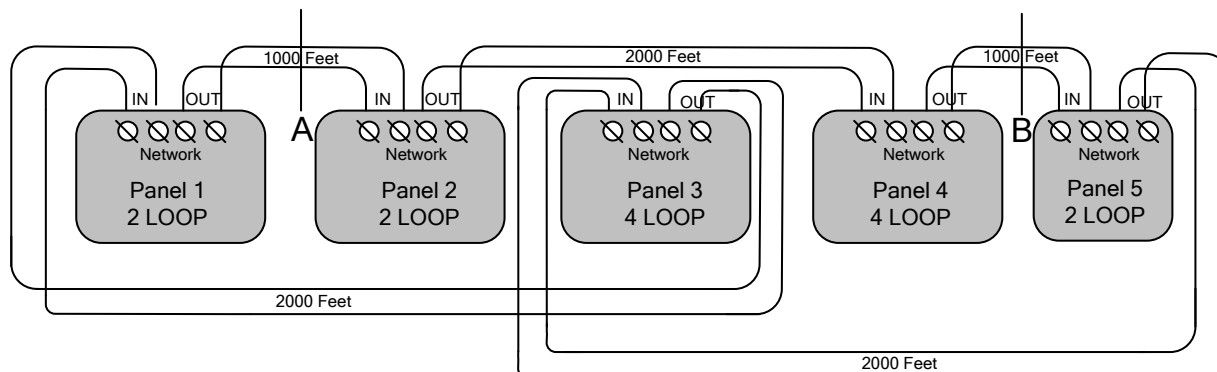 1000 Feet
2000 Feet
1000 Feet
IN OUT
IN OUT
IN OUT
IN OUT
IN OUT
A
B
Network
Network
Network
Network
Network
Panel 1
2 LOOP
Panel 2
2 LOOP
Panel 3
4 LOOP
Panel 4
4 LOOP
Panel 5
2 LOOP
2000 Feet
2000 Feet